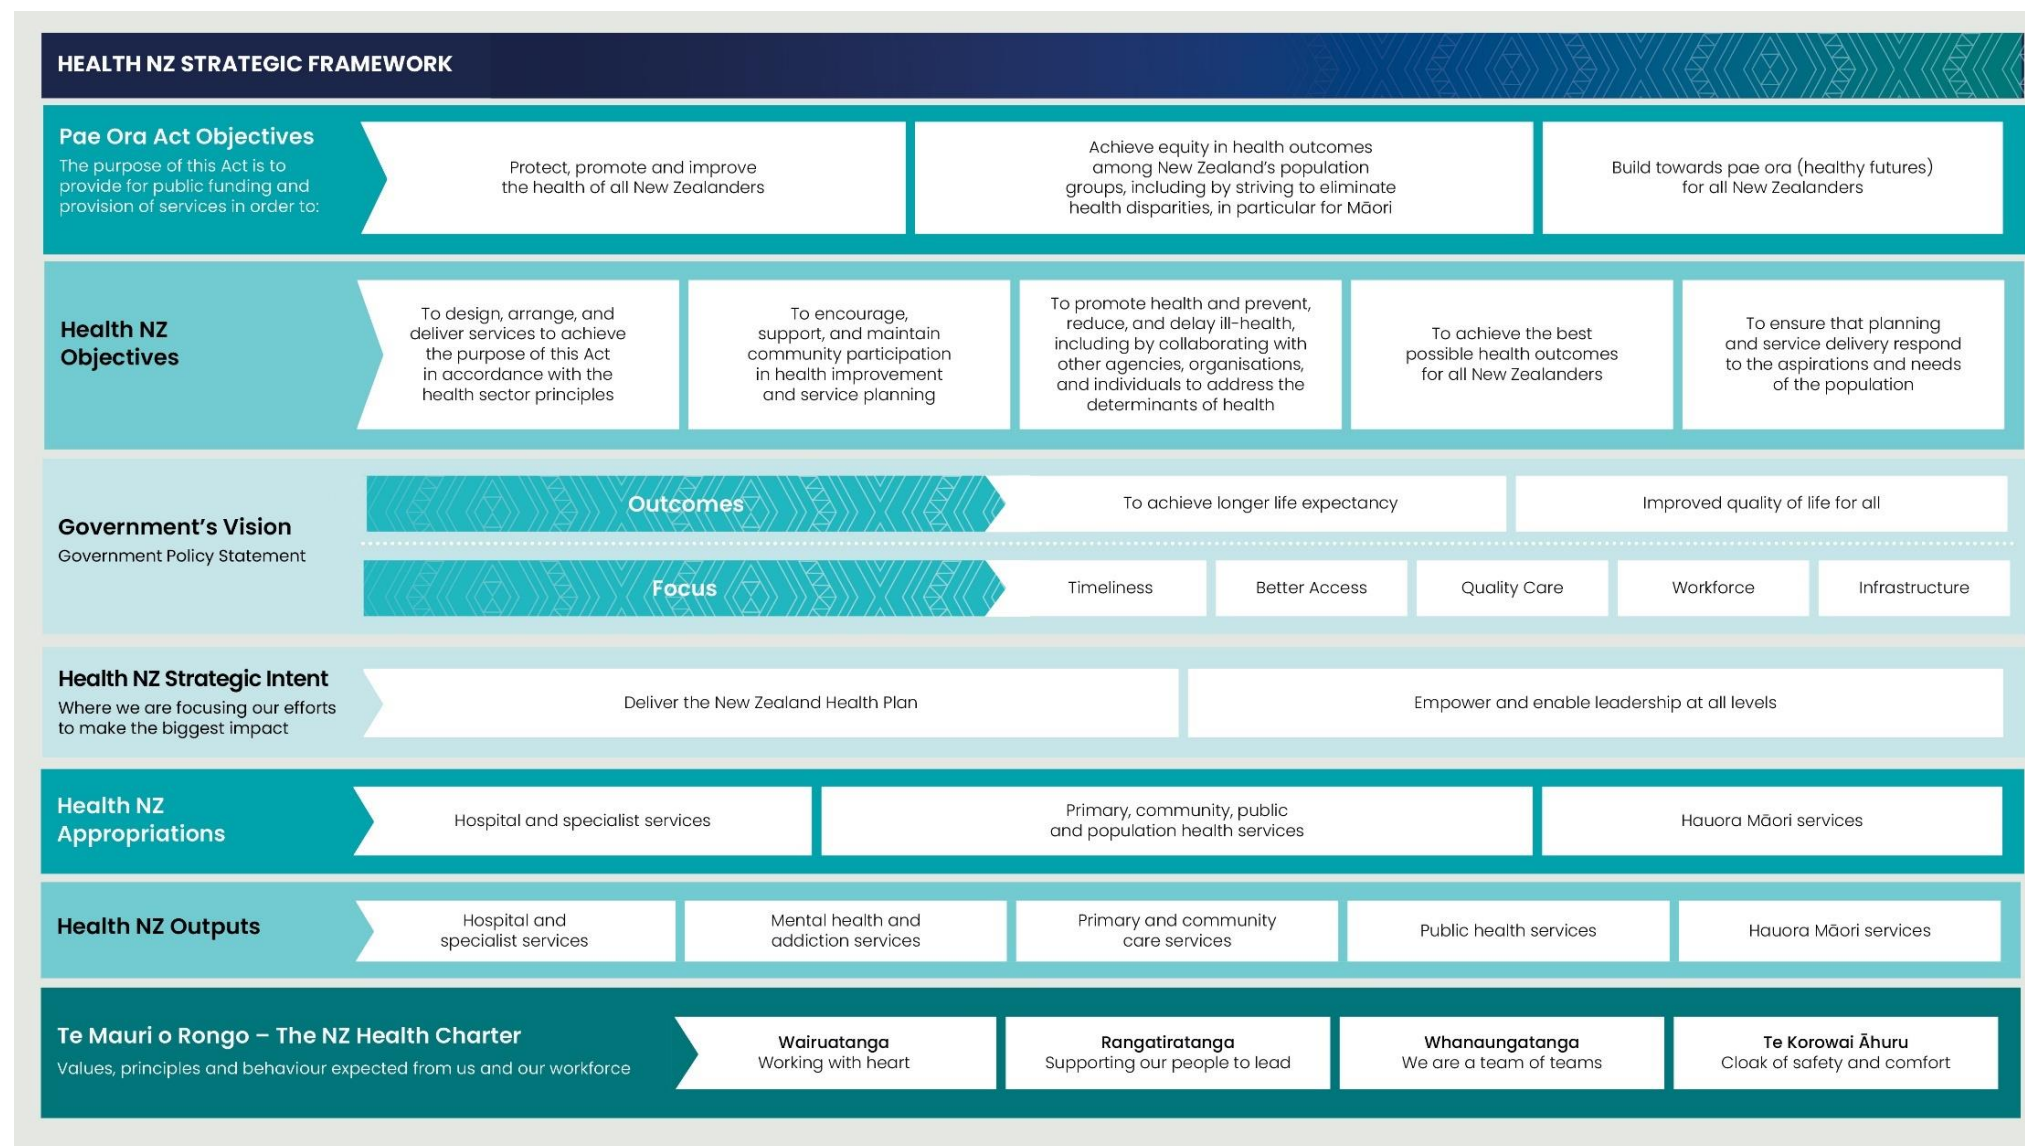 HEALTH NZ STRATEGIC FRAMEWORK
Pae Ora Act Objectives
The purpose of this Act is to
provide for public funding and
provision of services in order to:
Protect, promote and improve
the health of all New Zealanders
Achieve equity in health outcomes
among New Zealand's population
groups, including by striving to eliminate
health disparities, in particular for Māori
Build towards pae ora (healthy futures)
for all New Zealanders
Health NZ
Objectives
To design, arrange, and
deliver services to achieve
the purpose of this Act
in accordance with the
health sector principles
To encourage,
support, and maintain
community participation
in health improvement
and service planning
To promote health and prevent,
reduce, and delay ill-health,
including by collaborating with
other agencies, organisations,
and individuals to address the
determinants of health
To achieve the best
possible health outcomes
for all New Zealanders
To ensure that planning
and service delivery respond
to the aspirations and needs
of the population
Government's Vision
Government Policy Statement
Outcomes
To achieve longer life expectancy
Improved quality of life for all
Focus
Timeliness
Better Access
Quality Care
Workforce
Infrastructure
Health NZ Strategic Intent
Where we are focusing our efforts
to make the biggest impact
Deliver the New Zealand Health Plan
Empower and enable leadership at all levels
Health NZ
Appropriations
Hospital and specialist services
Primary, community, public
and population health services
Hauora Māori services
Health NZ Outputs
Hospital and
specialist services
Mental health and
addiction services
Primary and community
care services
Public health services
Hauora Māori services
Te Mauri o Rongo – The NZ Health Charter
Values, principles and behaviour expected from us and our workforce
Wairuatanga
Working with heart
Rangatiratanga
Supporting our people to lead
Whanaungatanga
We are a team of teams
Te Korowai Āhuru
Cloak of safety and comfort